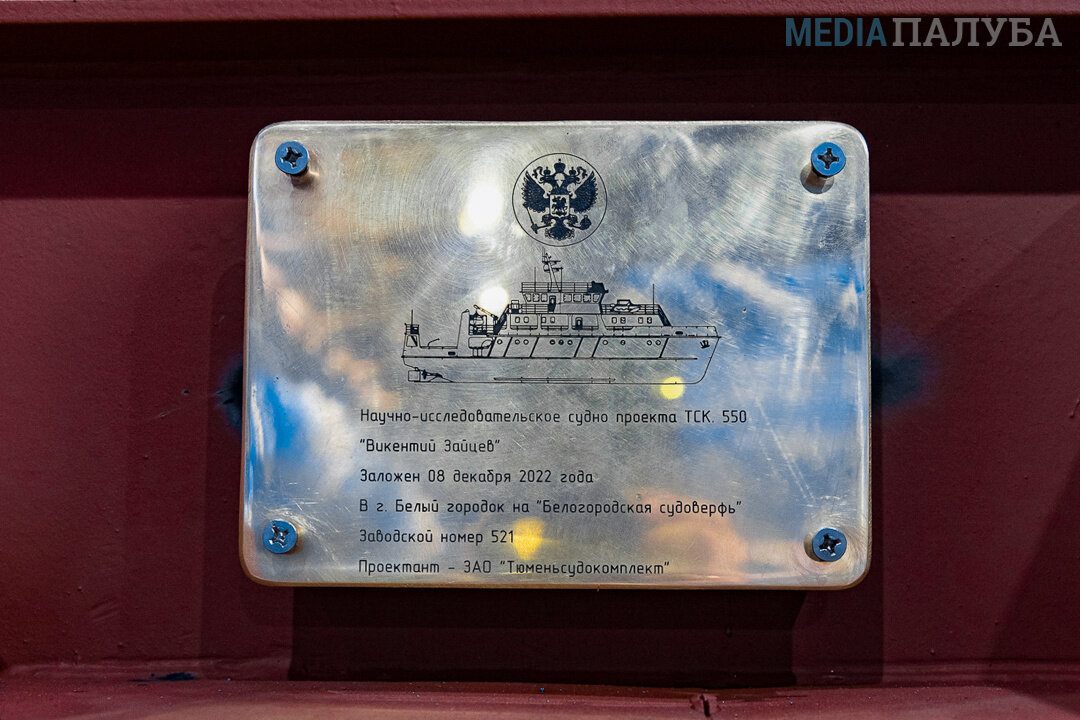 MEDIAПАЛУБА
Научно-исследовательское судно проекта ТСК. 550
"Викентий Зайцев"
Заложен 08 декабря 2022 года
В г. Белый городок на "Белогородская судоверфь"
Заводской номер 521
Проектант - ЗАО "Тюменьсудокомплект"